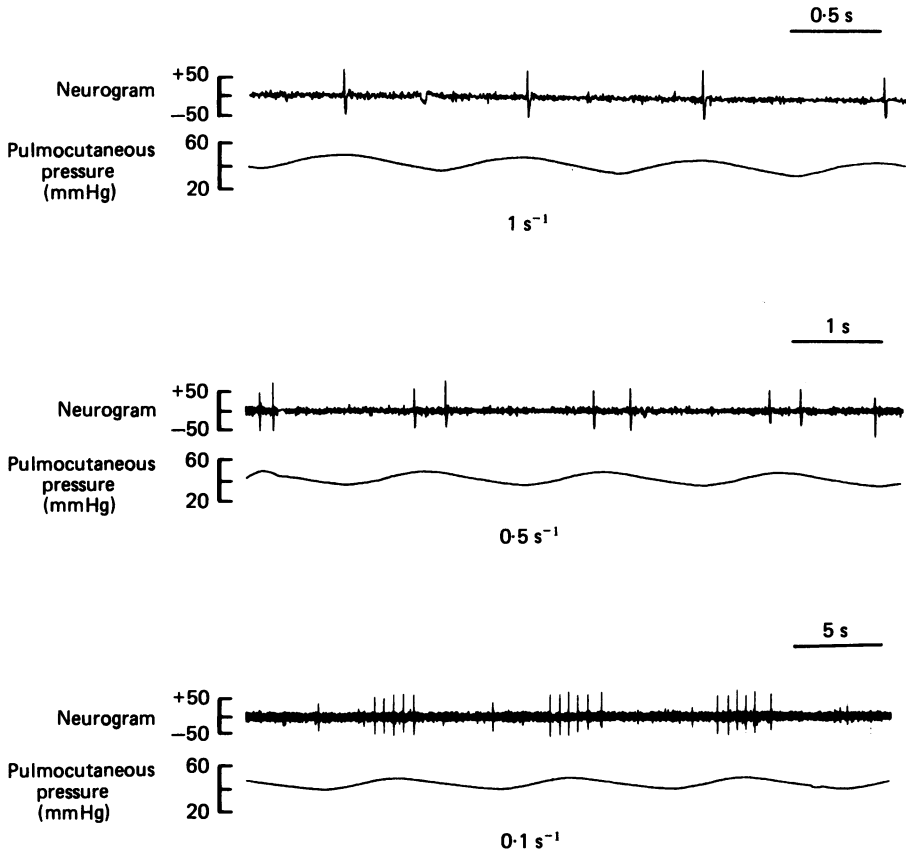 0·5 s
+50
Neurogram
−50
Pulmocutaneous
pressure
(mmHg)
60
20
1 s⁻¹
1 s
+50
Neurogram
−50
Pulmocutaneous
pressure
(mmHg)
60
20
0·5 s⁻¹
5 s
+50
Neurogram
−50
Pulmocutaneous
pressure
(mmHg)
60
20
0·1 s⁻¹